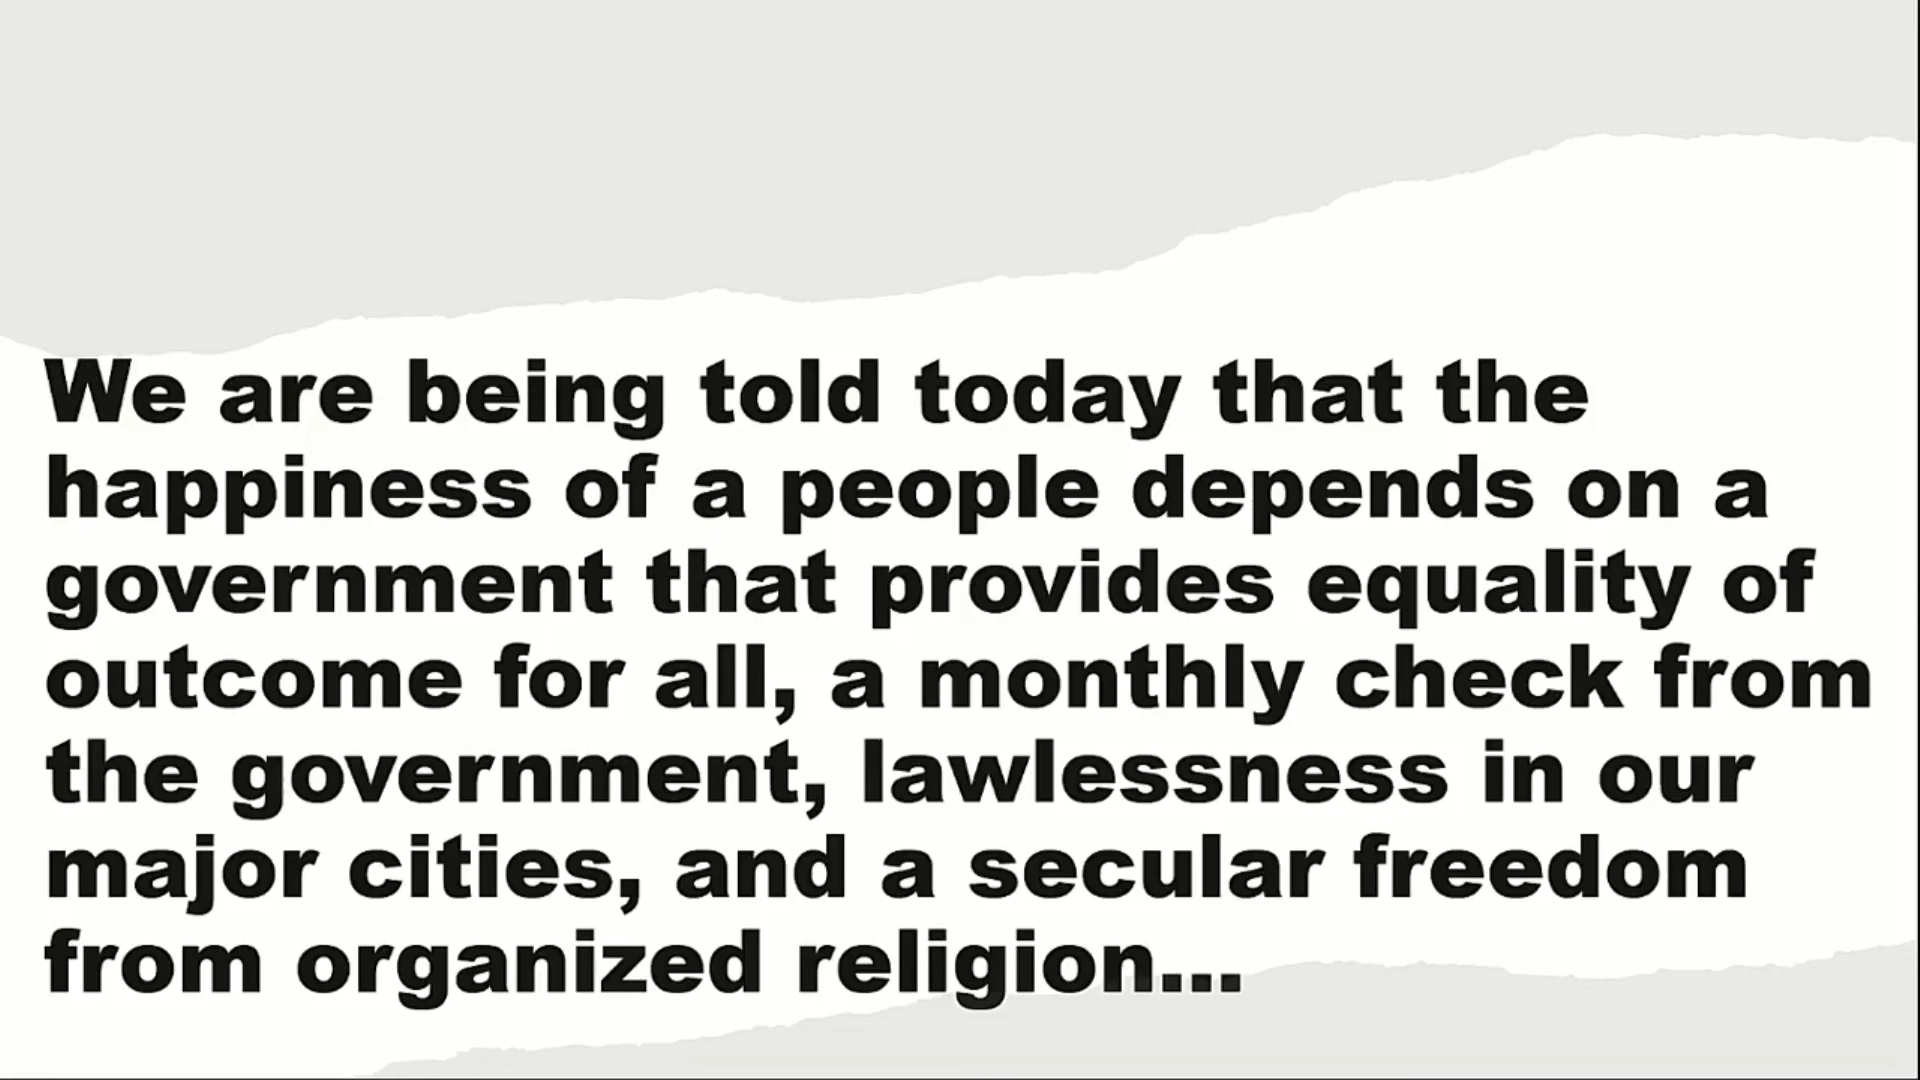 We are being told today that the
happiness of a people depends on a
government that provides equality of
outcome for all, a monthly check from
the government, lawlessness in our
major cities, and a secular freedom
from organized religion...